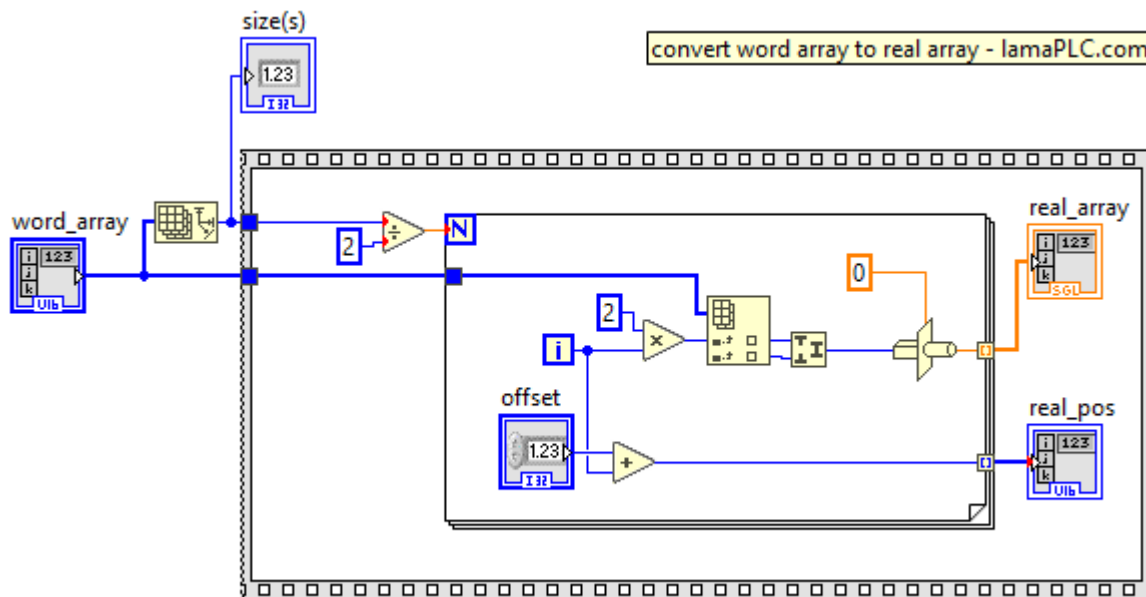 size(s)
1.23
I32
convert word array to real array - lamaPLC.com
word_array
i
j
k
123
U16
2
N
real_array
i
j
k
123
SGL
0
2
i
offset
1.23
I32
real_pos
i
j
k
123
U16